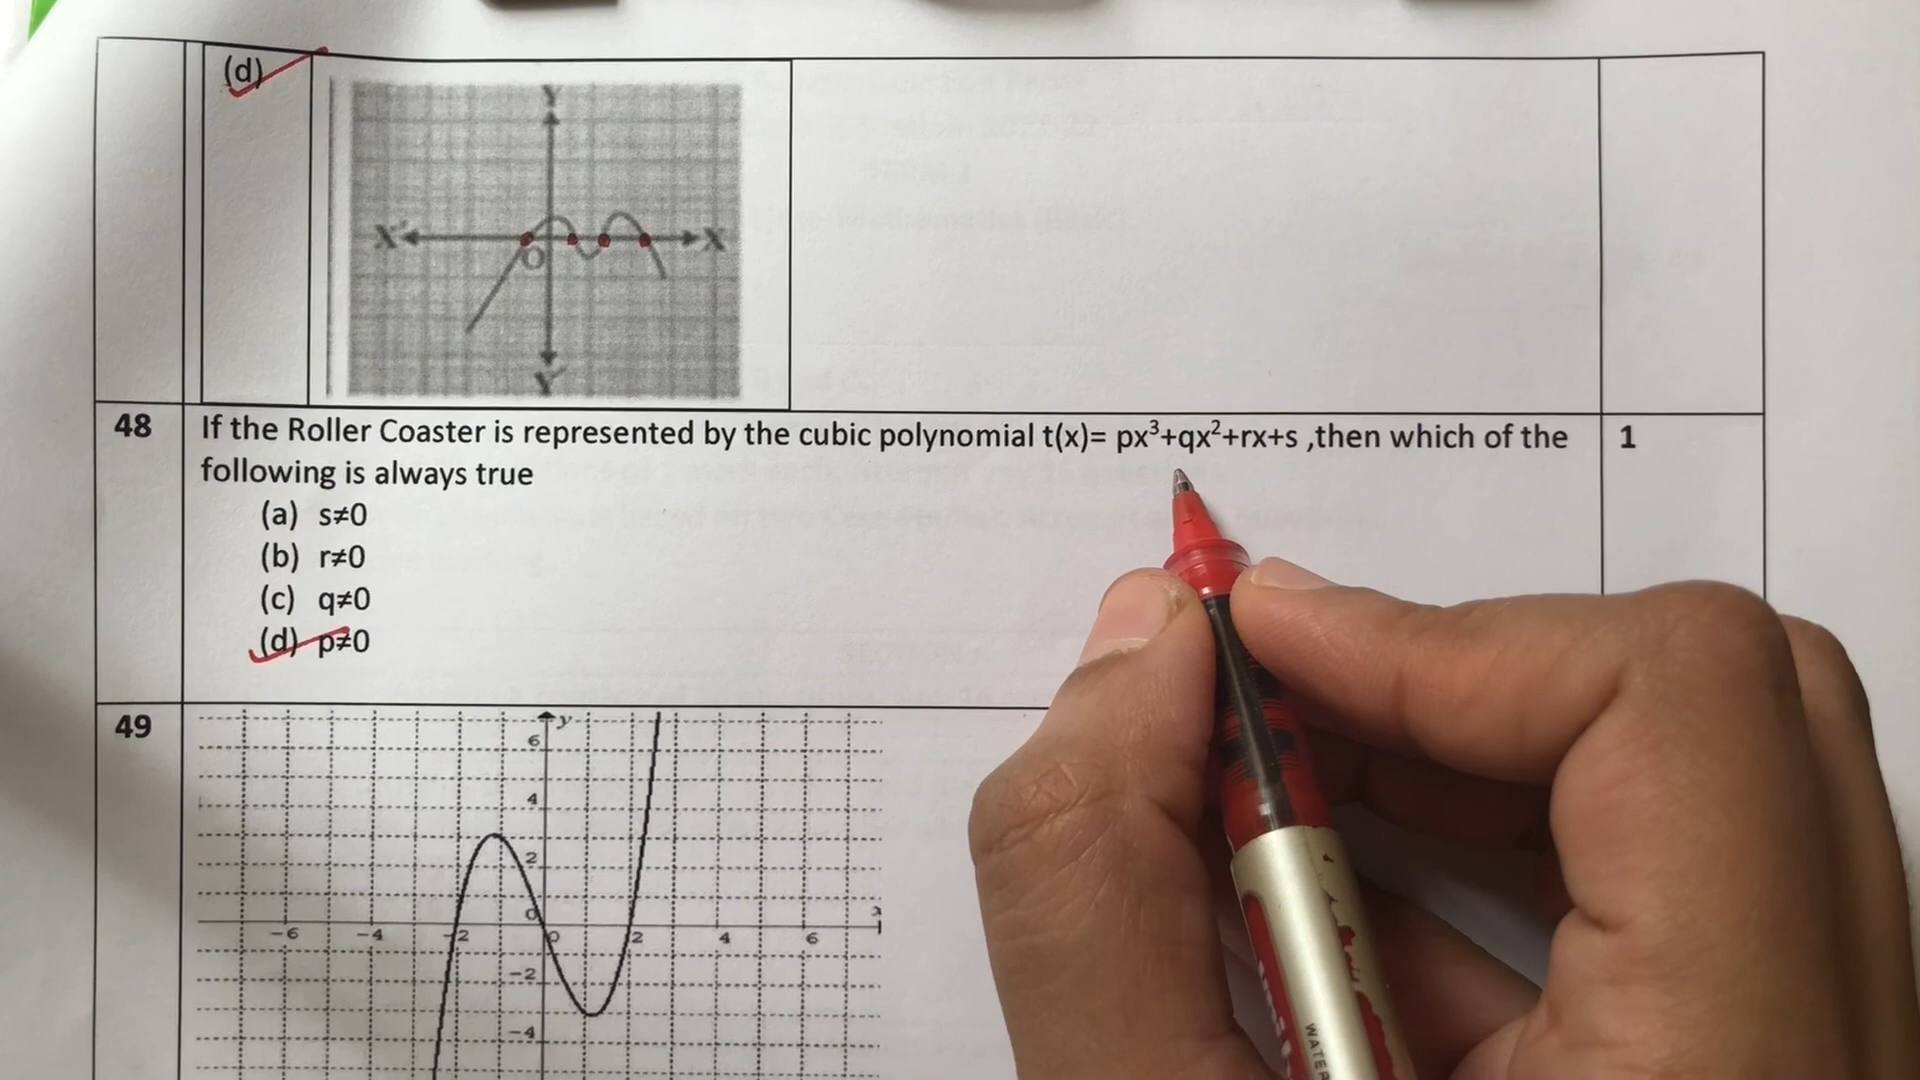 (d)
Y
X' O X
Y'
48 If the Roller Coaster is represented by the cubic polynomial t(x)= px³+qx²+rx+s ,then which of the 1
following is always true
(a) s≠0
(b) r≠0
(c) q≠0
(d) p≠0
49
y
6
4
2
0
-6 -4 -2 0 2 4 6
-2
-4
WATER